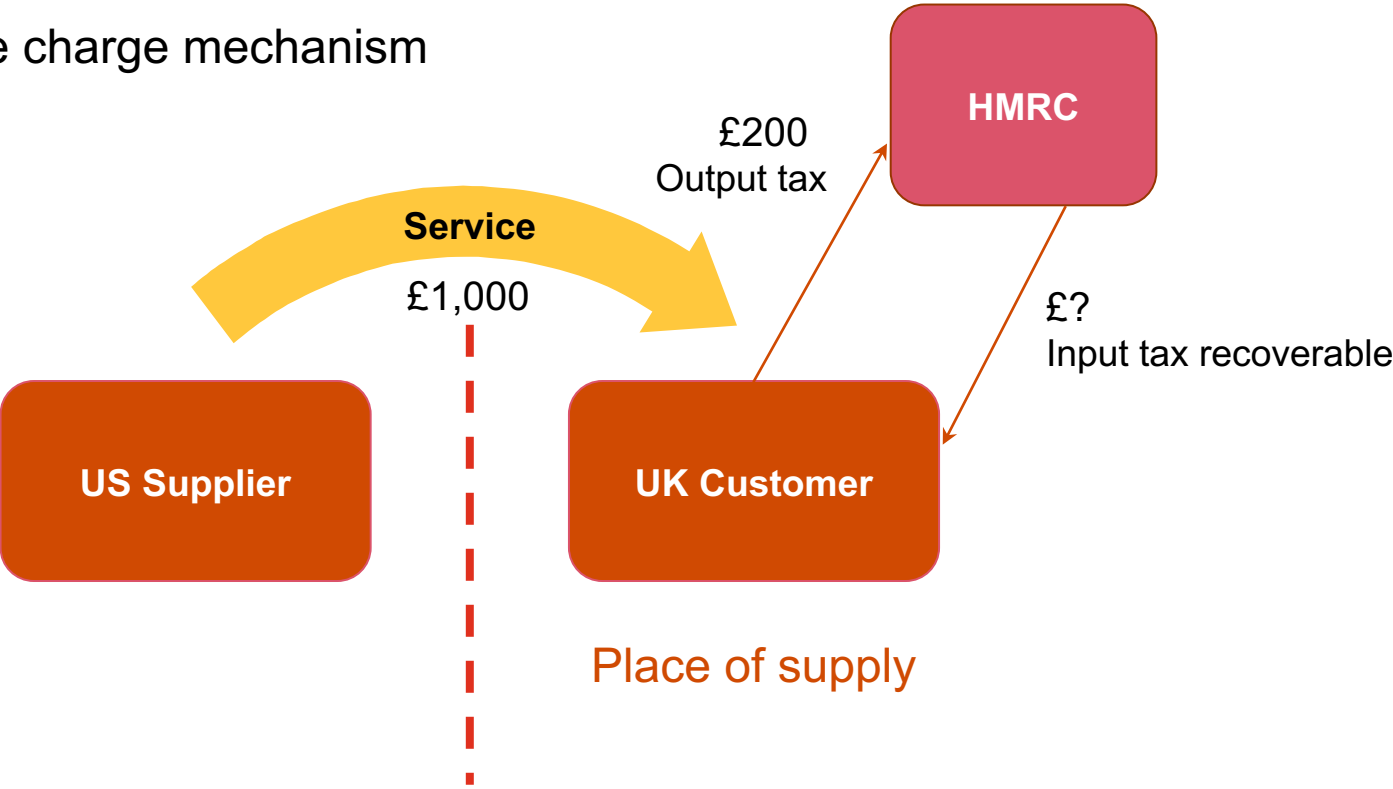 e charge mechanism
HMRC
£200
Output tax
Service
£1,000
£?
Input tax recoverable
US Supplier
UK Customer
Place of supply